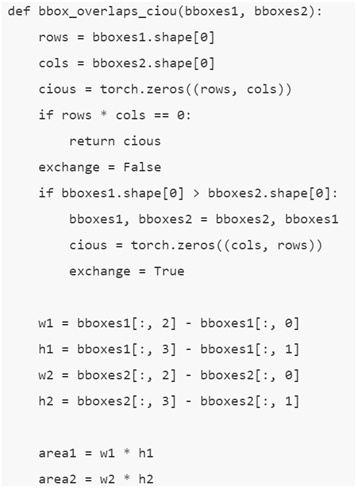 def bbox_overlaps_ciou(bboxes1, bboxes2):
    rows = bboxes1.shape[0]
    cols = bboxes2.shape[0]
    cious = torch.zeros((rows, cols))
    if rows * cols == 0:
        return cious
    exchange = False
    if bboxes1.shape[0] > bboxes2.shape[0]:
        bboxes1, bboxes2 = bboxes2, bboxes1
        cious = torch.zeros((cols, rows))
        exchange = True

    w1 = bboxes1[:, 2] - bboxes1[:, 0]
    h1 = bboxes1[:, 3] - bboxes1[:, 1]
    w2 = bboxes2[:, 2] - bboxes2[:, 0]
    h2 = bboxes2[:, 3] - bboxes2[:, 1]

    area1 = w1 * h1
    area2 = w2 * h2